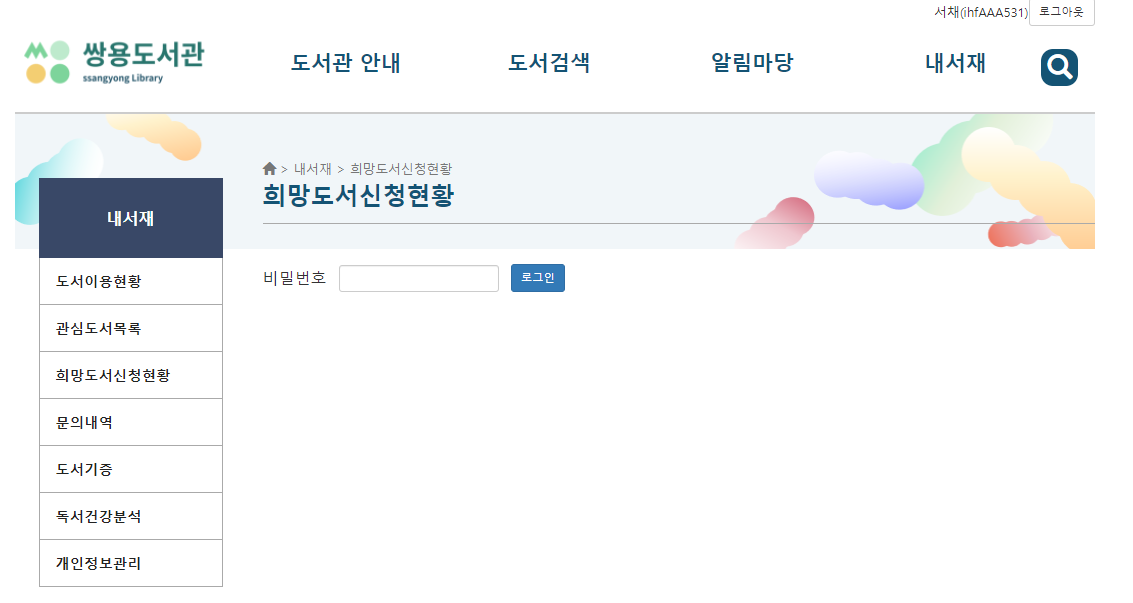 서채(ihfAAA531) 로그아웃
쌍용도서관
ssangyong Library
도서관 안내 도서검색 알림마당 내서재
> 내서재 > 희망도서신청현황
희망도서신청현황
내서재
도서이용현황
관심도서목록
희망도서신청현황
문의내역
도서기증
독서건강분석
개인정보관리
비밀번호 로그인